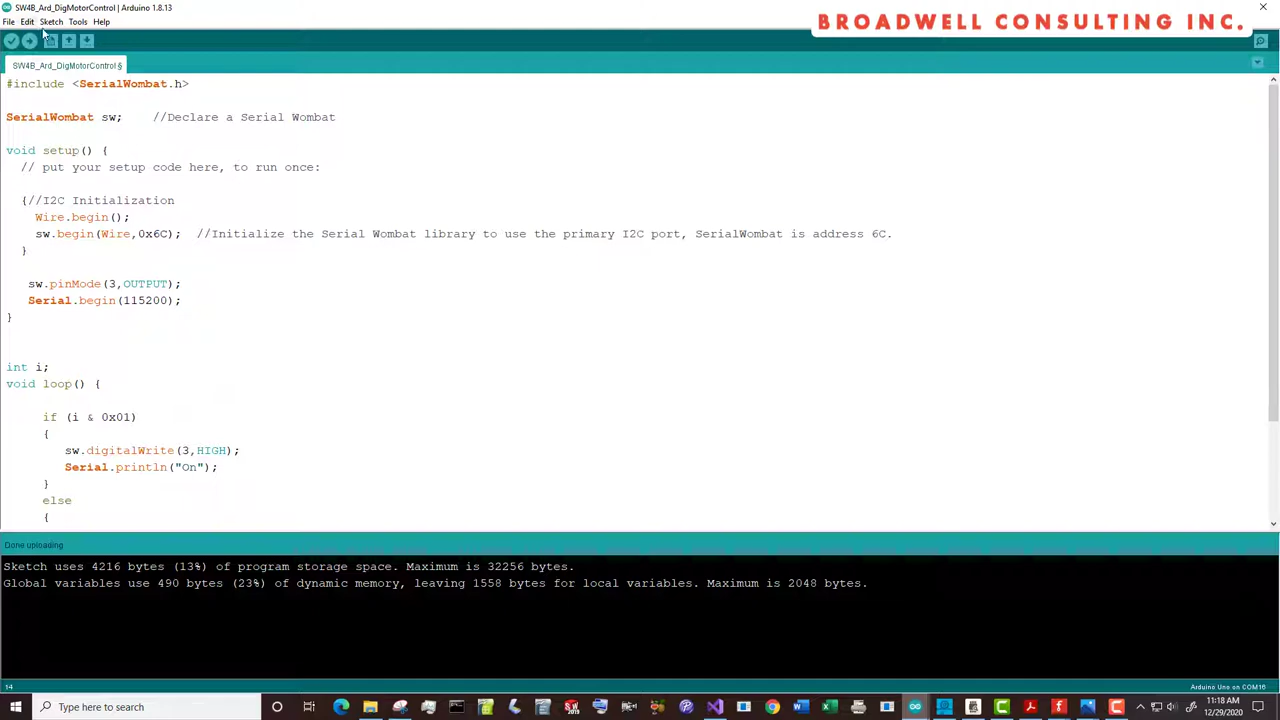 SW4B_Ard_DigMotorControl | Arduino 1.8.13
BROADWELL CONSULTING INC.
File Edit Sketch Tools Help
SW4B_Ard_DigMotorControl §
#include <SerialWombat.h>
SerialWombat sw; //Declare a Serial Wombat
void setup() {
// put your setup code here, to run once:
{//I2C Initialization
Wire.begin();
sw.begin(Wire,0x6C); //Initialize the Serial Wombat library to use the primary I2C port, SerialWombat is address 6C.
}
sw.pinMode(3,OUTPUT);
Serial.begin(115200);
}
int i;
void loop() {
if (i & 0x01)
{
sw.digitalWrite(3,HIGH);
Serial.println("On");
}
else
{
Done uploading
Sketch uses 4216 bytes (13%) of program storage space. Maximum is 32256 bytes.
Global variables use 490 bytes (23%) of dynamic memory, leaving 1558 bytes for local variables. Maximum is 2048 bytes.
14
Arduino Uno on COM16
Type here to search
11:18 AM
12/29/2020